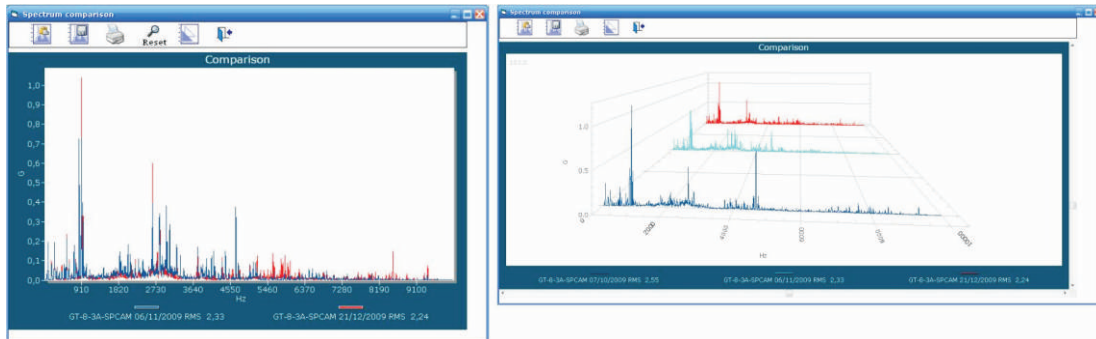 Spectrum comparison
Reset
Comparison
1,0
0,9
0,8
0,7
0,6
0,5
0,4
0,3
0,2
0,1
0,0
G
910 1820 2730 3640 4550 5460 6370 7280 8190 9100
Hz
GT-8-3A-SPCAM 06/11/2009 RMS 2,33 GT-8-3A-SPCAM 21/12/2009 RMS 2,24
Spectrum comparison
Comparison
1.0
0.5
0.0
G
0 2000 10000
Hz
GT-8-3A-SPCAM 07/10/2009 RMS 2,55 GT-8-3A-SPCAM 06/11/2009 RMS 2,33 GT-8-3A-SPCAM 21/12/2009 RMS 2,24